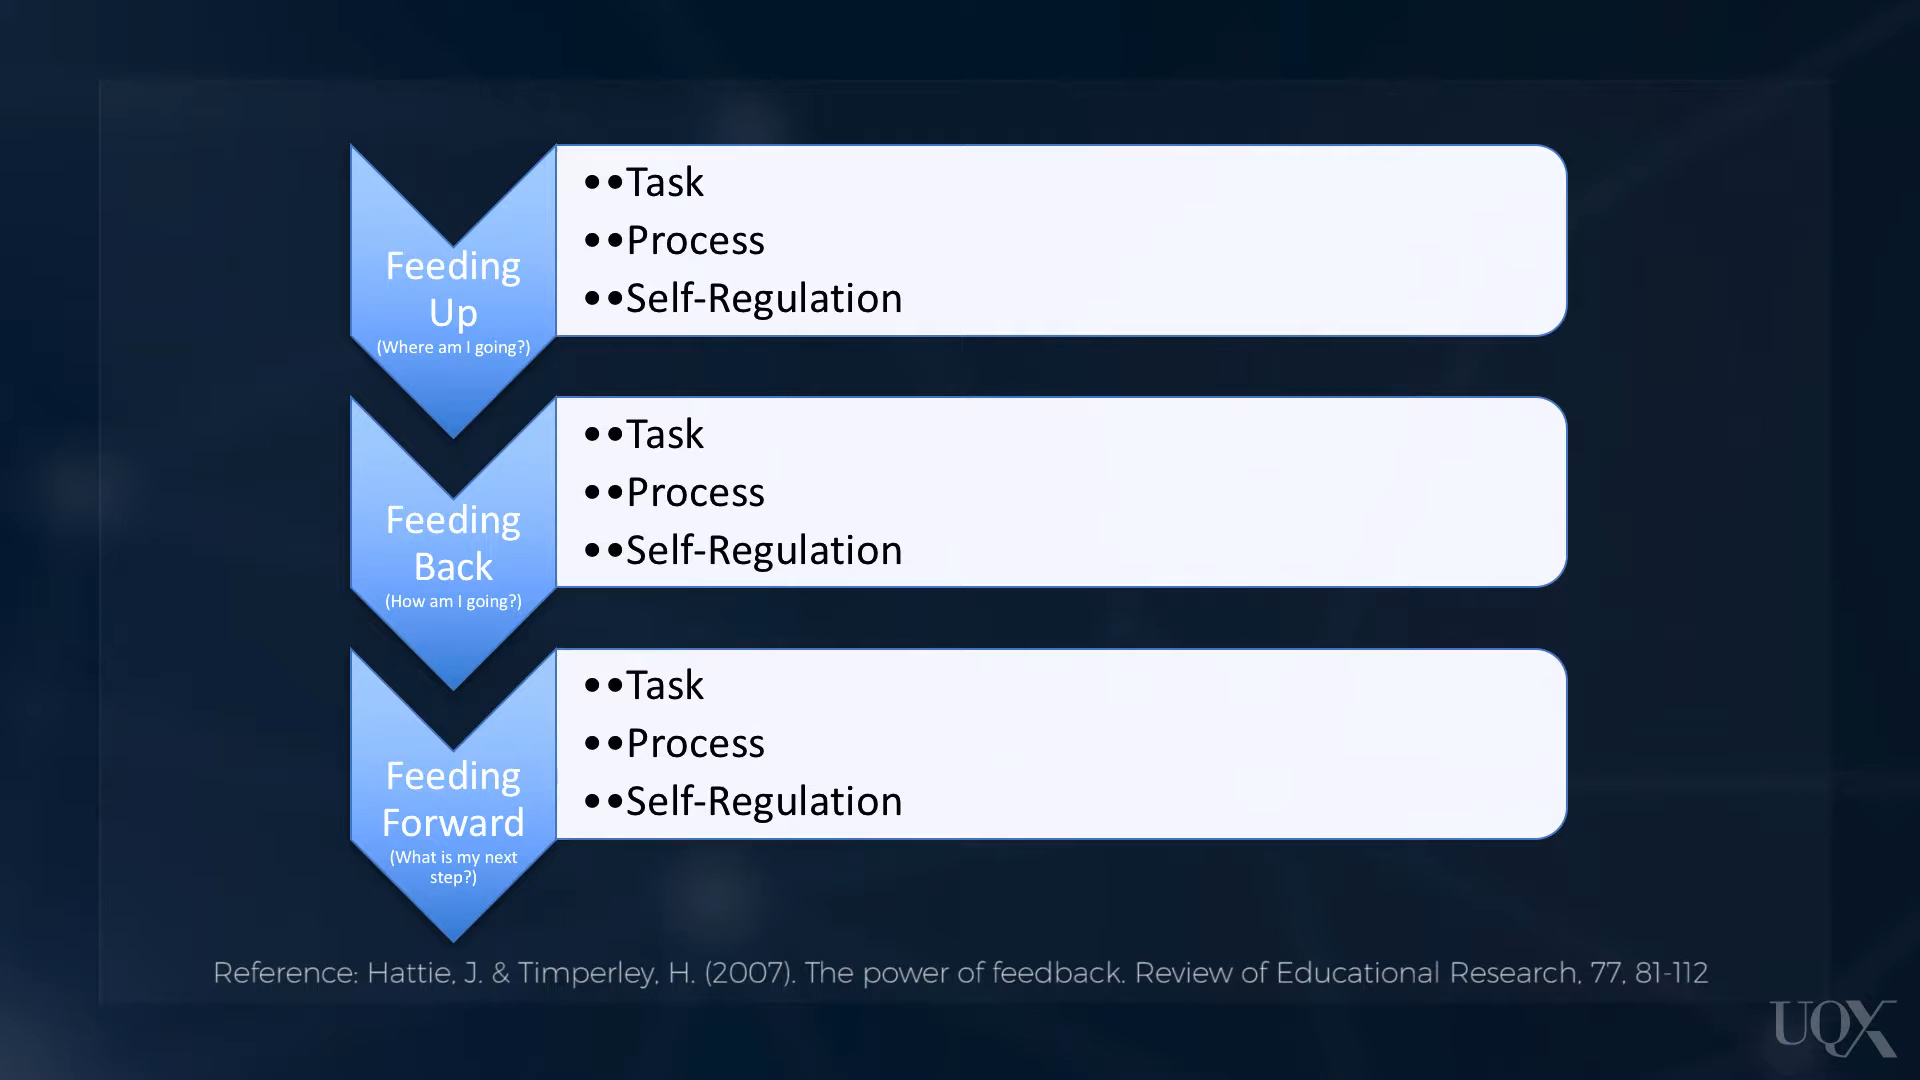 Feeding
Up
(Where am I going?)
••Task
••Process
••Self-Regulation
Feeding
Back
(How am I going?)
••Task
••Process
••Self-Regulation
Feeding
Forward
(What is my next
step?)
••Task
••Process
••Self-Regulation
Reference: Hattie, J. & Timperley, H. (2007). The power of feedback. Review of Educational Research, 77, 81-112
UQX